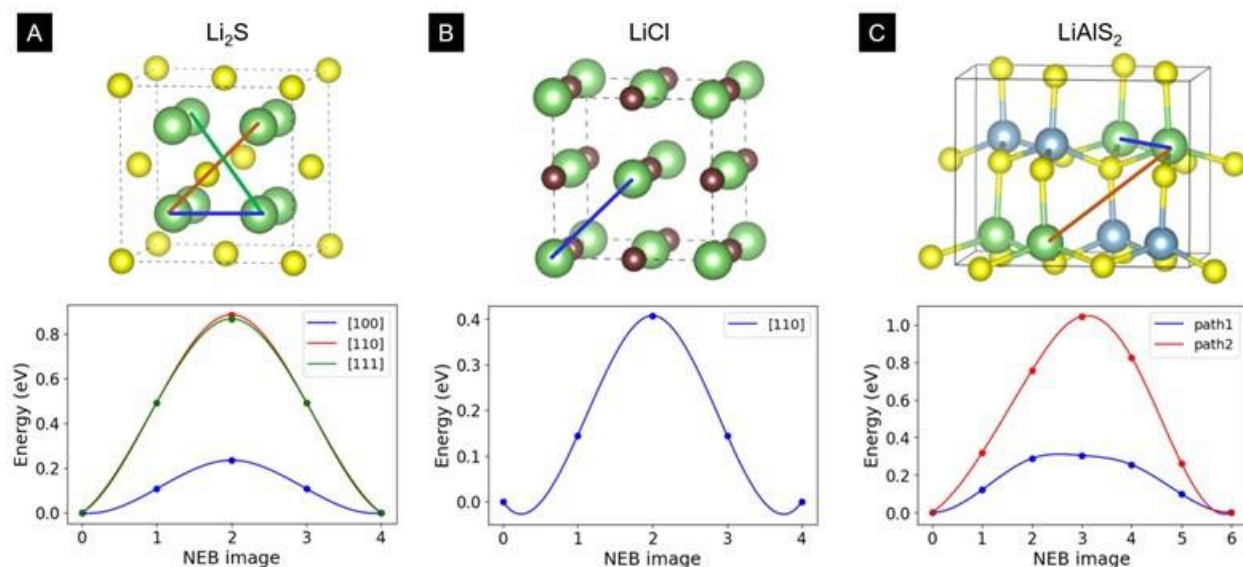 A
Li₂S
B
LiCl
C
LiAlS₂
Energy (eV)
0.8
0.6
0.4
0.2
0.0
[100]
[110]
[111]
0 1 2 3 4
NEB image
Energy (eV)
0.4
0.3
0.2
0.1
0.0
[110]
0 1 2 3 4
NEB image
Energy (eV)
1.0
0.8
0.6
0.4
0.2
0.0
path1
path2
0 1 2 3 4 5 6
NEB image